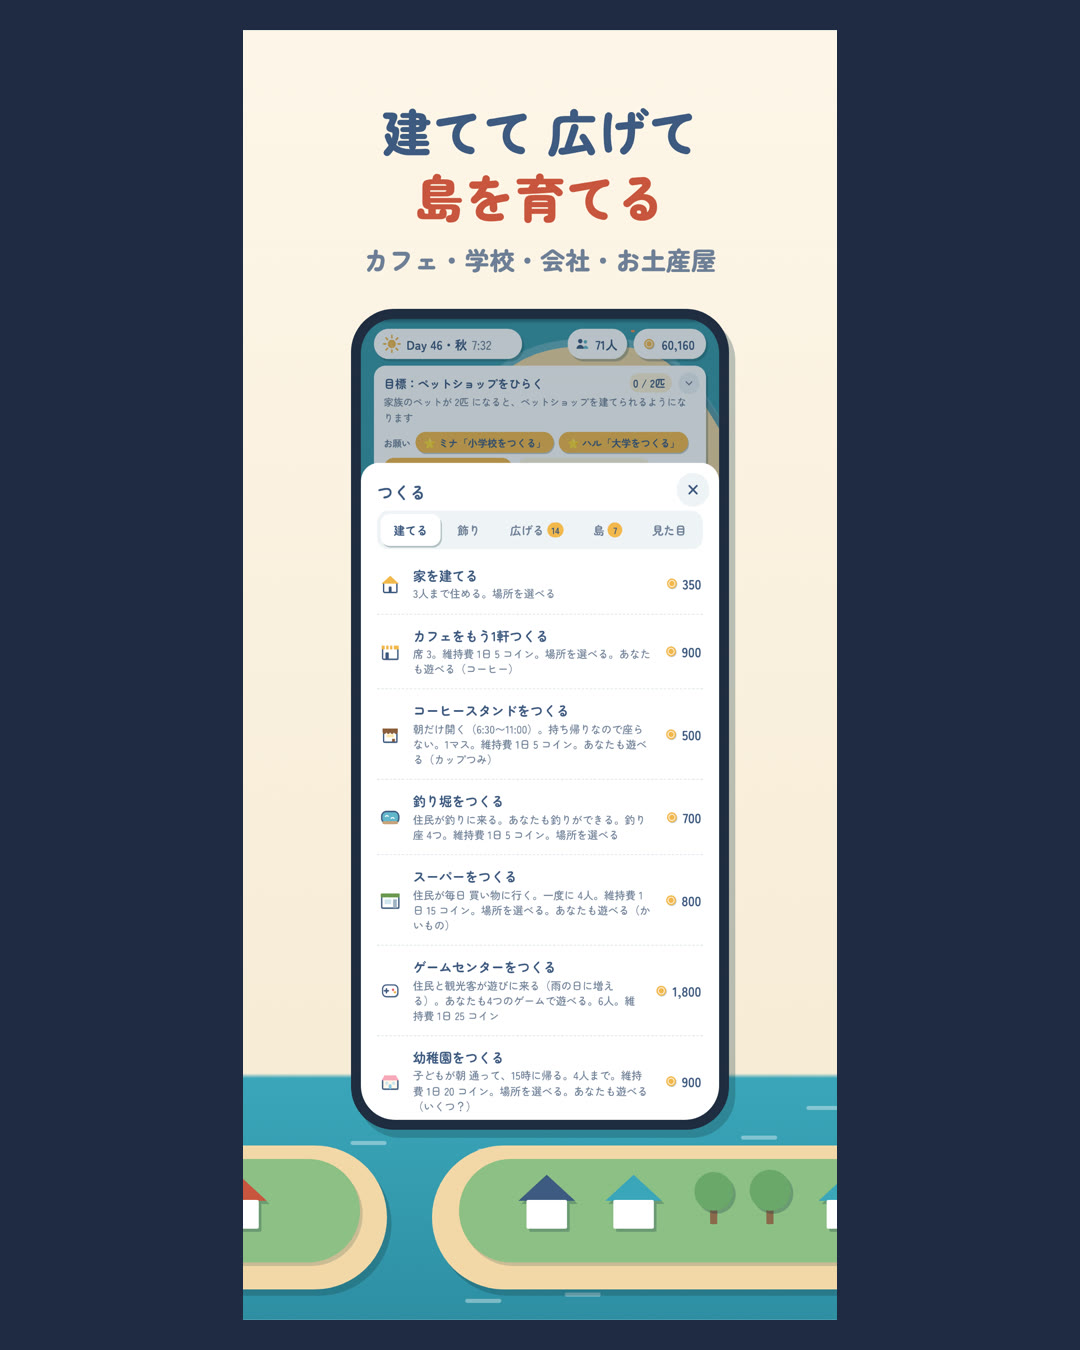 建てて 広げて
島を育てる
カフェ・学校・会社・お土産屋
Day 46・秋 7:32
71人
60,160
目標：ペットショップをひらく
0 / 2匹
家族のペットが 2匹 になると、ペットショップを建てられるようにな
ります
お願い
ミナ「小学校をつくる」
ハル「大学をつくる」
つくる
建てる
飾り
広げる 14
島 7
見た目
家を建てる
3人まで住める。場所を選べる
350
カフェをもう1軒つくる
席 3。維持費 1日 5 コイン。場所を選べる。あなた
も遊べる（コーヒー）
900
コーヒースタンドをつくる
朝だけ開く（6:30〜11:00）。持ち帰りなので座ら
ない。1マス。維持費 1日 5 コイン。あなたも遊べ
る（カップつみ）
500
釣り堀をつくる
住民が釣りに来る。あなたも釣りができる。釣り
座 4つ。維持費 1日 5 コイン。場所を選べる
700
スーパーをつくる
住民が毎日 買い物に行く。一度に 4人。維持費 1
日 15 コイン。場所を選べる。あなたも遊べる（か
いもの）
800
ゲームセンターをつくる
住民と観光客が遊びに来る（雨の日に増え
る）。あなたも4つのゲームで遊べる。6人。維
持費 1日 25 コイン
1,800
幼稚園をつくる
子どもが朝 通って、15時に帰る。4人まで。維持
費 1日 20 コイン。場所を選べる。あなたも遊べる
（いくつ？）
900